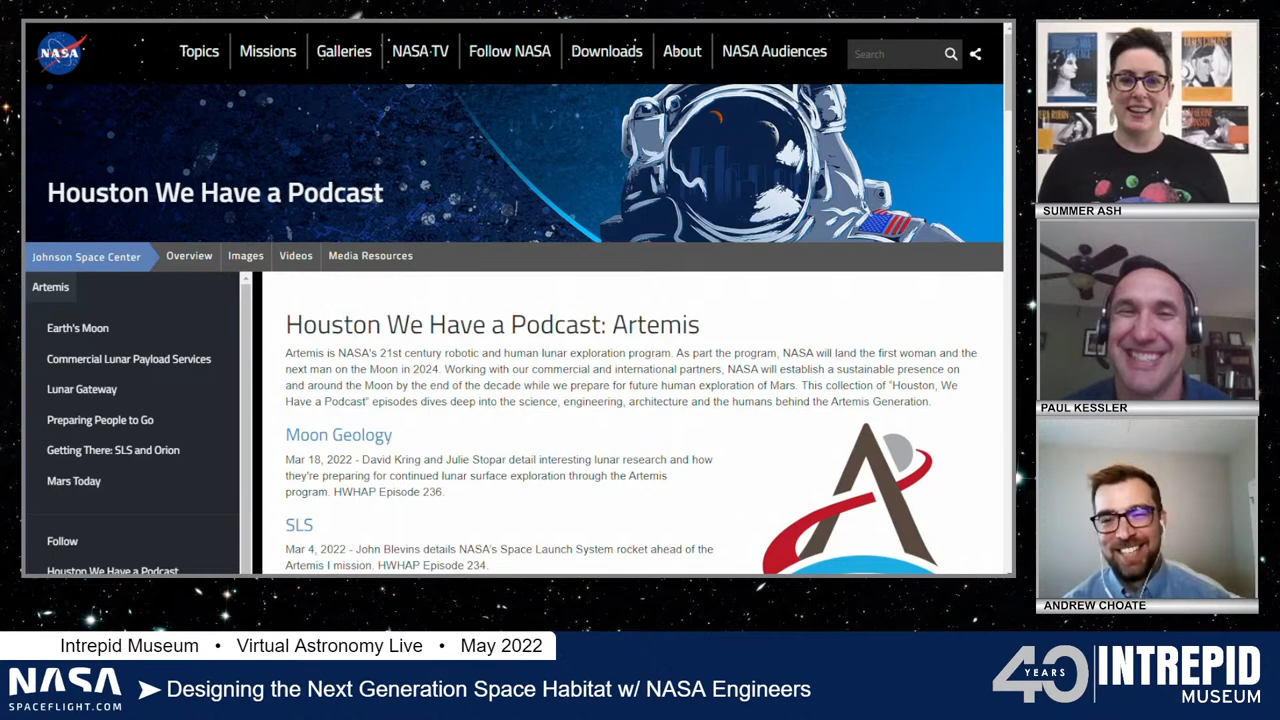 NASA
Topics
Missions
Galleries
NASA TV
Follow NASA
Downloads
About
NASA Audiences
Search
Houston We Have a Podcast
Johnson Space Center
Overview
Images
Videos
Media Resources
Artemis
Earth's Moon
Commercial Lunar Payload Services
Lunar Gateway
Preparing People to Go
Getting There: SLS and Orion
Mars Today
Follow
Houston We Have a Podcast
Houston We Have a Podcast: Artemis
Artemis is NASA's 21st century robotic and human lunar exploration program. As part the program, NASA will land the first woman and the
next man on the Moon in 2024. Working with our commercial and international partners, NASA will establish a sustainable presence on
and around the Moon by the end of the decade while we prepare for future human exploration of Mars. This collection of "Houston, We
Have a Podcast" episodes dives deep into the science, engineering, architecture and the humans behind the Artemis Generation.
Moon Geology
Mar 18, 2022 - David Kring and Julie Stopar detail interesting lunar research and how
they're preparing for continued lunar surface exploration through the Artemis
program. HWHAP Episode 236.
SLS
Mar 4, 2022 - John Blevins details NASA's Space Launch System rocket ahead of the
Artemis I mission. HWHAP Episode 234.
SUMMER ASH
PAUL KESSLER
ANDREW CHOATE
Intrepid Museum • Virtual Astronomy Live • May 2022
NASA
SPACEFLIGHT.COM
Designing the Next Generation Space Habitat w/ NASA Engineers
40
YEARS
INTREPID
MUSEUM